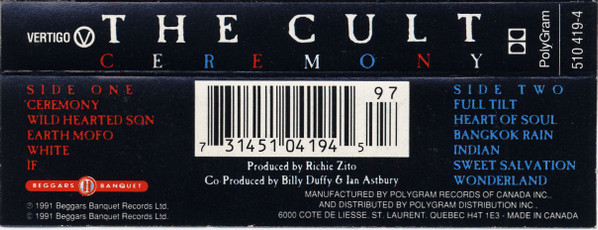 VERTIGO V THE CULT
CEREMONY
PolyGram
510 419-4
SIDE ONE
CEREMONY
WILD HEARTED SON
EARTH MOFO
WHITE
IF
BEGGARS BANQUET
℗ 1991 Beggars Banquet Records Ltd.
© 1991 Beggars Banquet Records Ltd.
97
7 31451 04194 5
Produced by Richie Zito
Co-Produced by Billy Duffy & Ian Astbury
SIDE TWO
FULL TILT
HEART OF SOUL
BANGKOK RAIN
INDIAN
SWEET SALVATION
WONDERLAND
MANUFACTURED BY POLYGRAM RECORDS OF CANADA INC.,
AND DISTRIBUTED BY POLYGRAM DISTRIBUTION INC.,
6000 COTE DE LIESSE, ST. LAURENT, QUEBEC H4T 1E3 - MADE IN CANADA